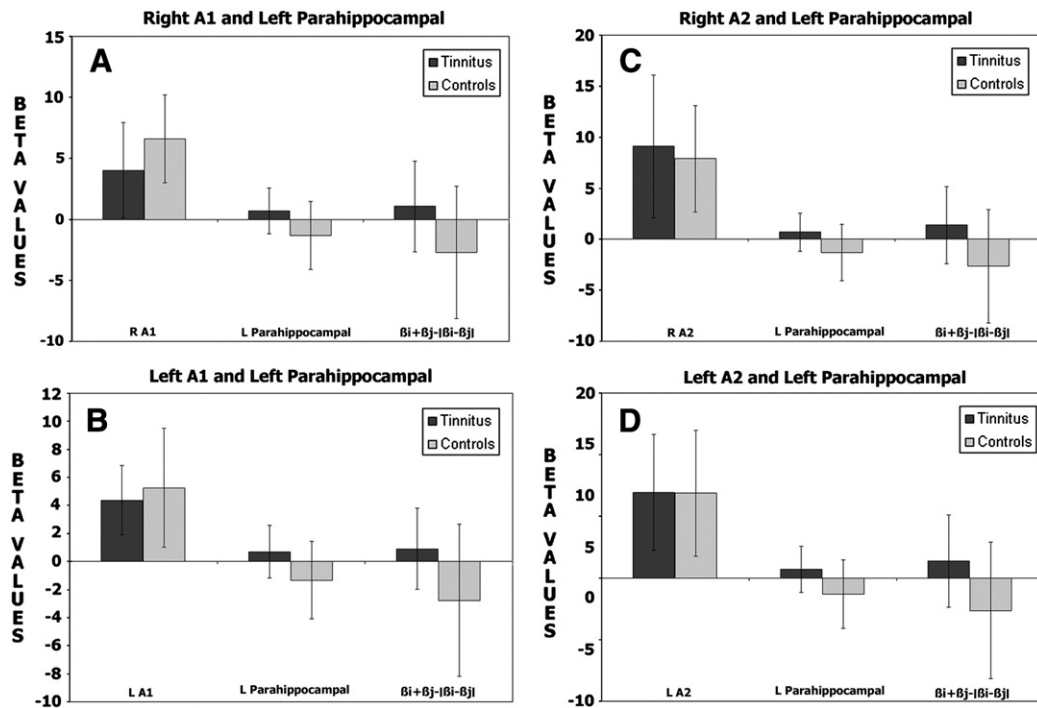 Right A1 and Left Parahippocampal
A
Tinnitus
Controls
BETA VALUES
15
10
5
0
-5
-10
R A1
L Parahippocampal
ßi+ßj-|ßi-ßj|
Right A2 and Left Parahippocampal
C
Tinnitus
Controls
BETA VALUES
20
15
10
5
0
-5
-10
R A2
L Parahippocampal
ßi+ßj-|ßi-ßj|
Left A1 and Left Parahippocampal
B
Tinnitus
Controls
BETA VALUES
12
10
8
6
4
2
0
-2
-4
-6
-8
-10
L A1
L Parahippocampal
ßi+ßj-|ßi-ßj|
Left A2 and Left Parahippocampal
D
Tinnitus
Controls
BETA VALUES
20
15
10
5
0
-5
-10
L A2
L Parahippocampal
ßi+ßj-|ßi-ßj|